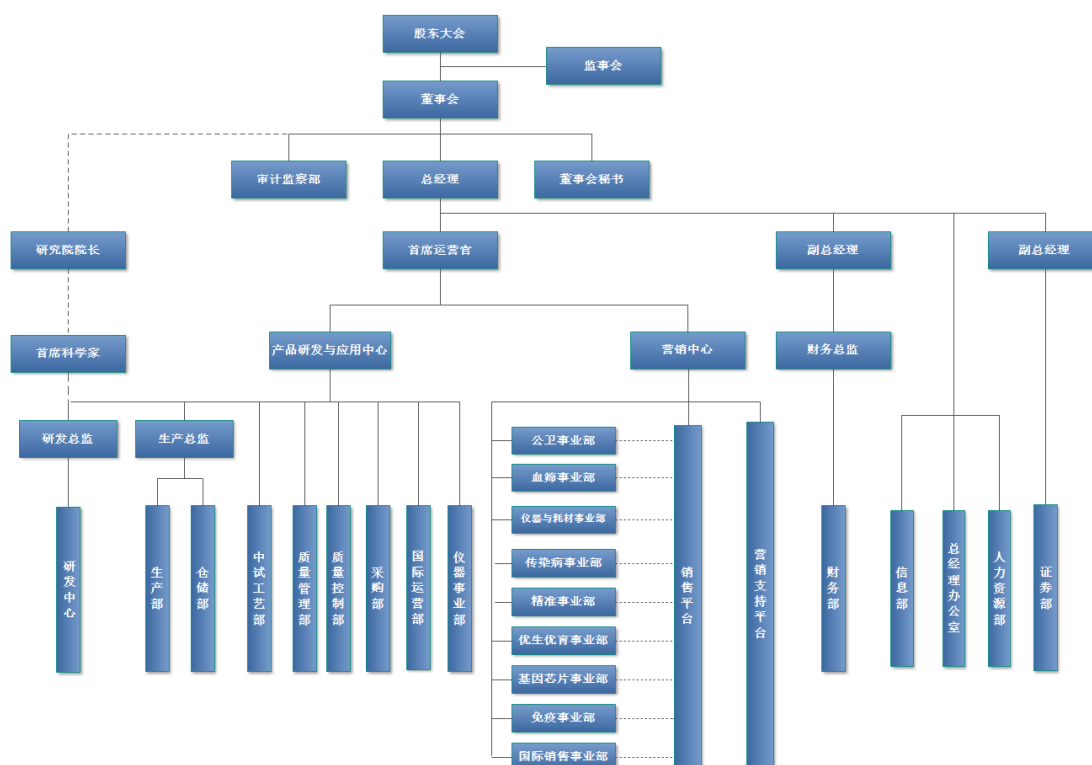 股东大会
监事会
董事会
审计监察部
总经理
董事会秘书
研究院院长
首席运营官
副总经理
副总经理
首席科学家
产品研发与应用中心
营销中心
财务总监
研发总监
生产总监
公卫事业部
血筛事业部
仪器与耗材事业部
传染病事业部
精准事业部
优生优育事业部
基因芯片事业部
免疫事业部
国际销售事业部
研发中心
生产部
仓储部
中试工艺部
质量管理部
质量控制部
采购部
国际运营部
仪器事业部
销售平台
营销支持平台
财务部
信息部
总经理办公室
人力资源部
证券部